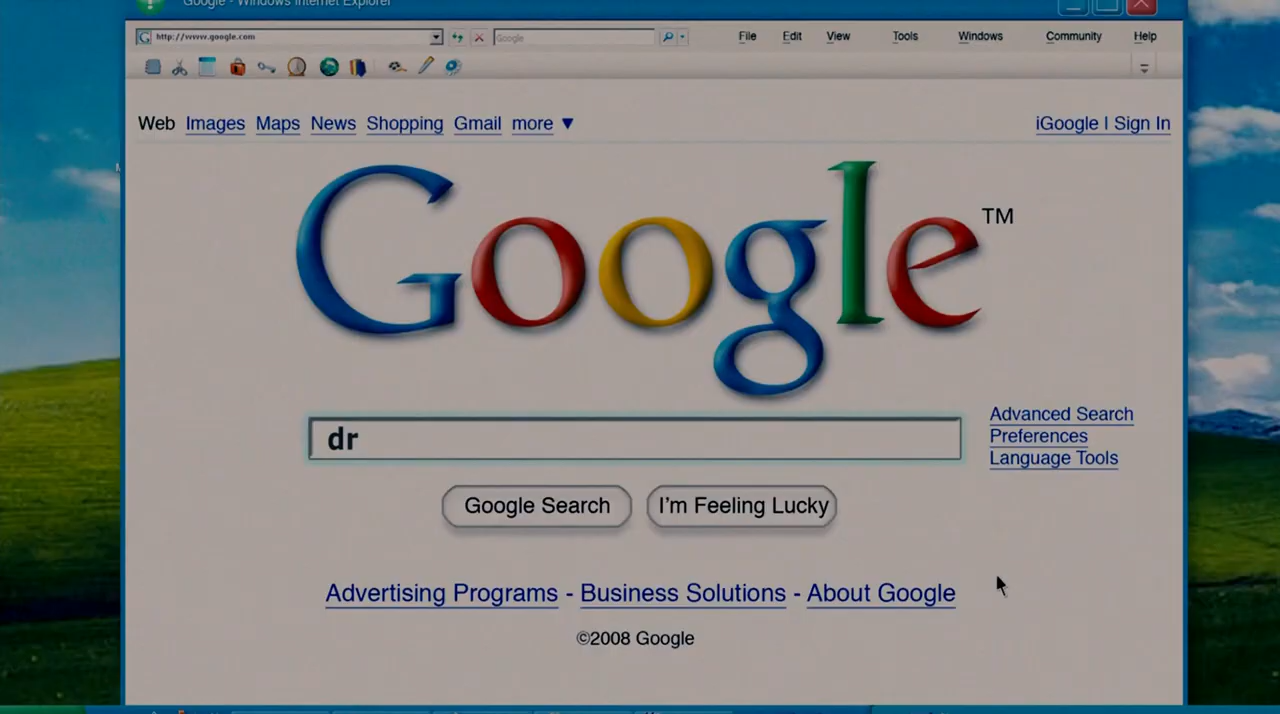 Google - Windows Internet Explorer
http://www.google.com Google File Edit View Tools Windows Community Help
Web Images Maps News Shopping Gmail more ▼ iGoogle | Sign In
Google™
dr
Advanced Search
Preferences
Language Tools
Google Search I'm Feeling Lucky
Advertising Programs - Business Solutions - About Google
©2008 Google